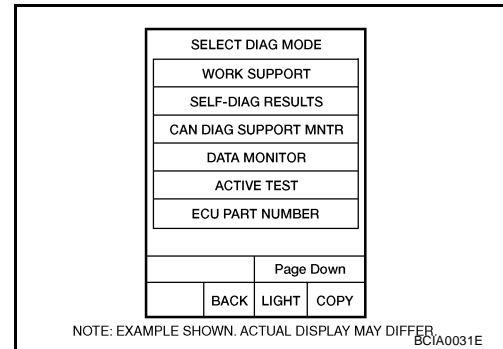 SELECT DIAG MODE
WORK SUPPORT
SELF-DIAG RESULTS
CAN DIAG SUPPORT MNTR
DATA MONITOR
ACTIVE TEST
ECU PART NUMBER
Page Down
BACK LIGHT COPY
NOTE: EXAMPLE SHOWN. ACTUAL DISPLAY MAY DIFFER.
BCIA0031E